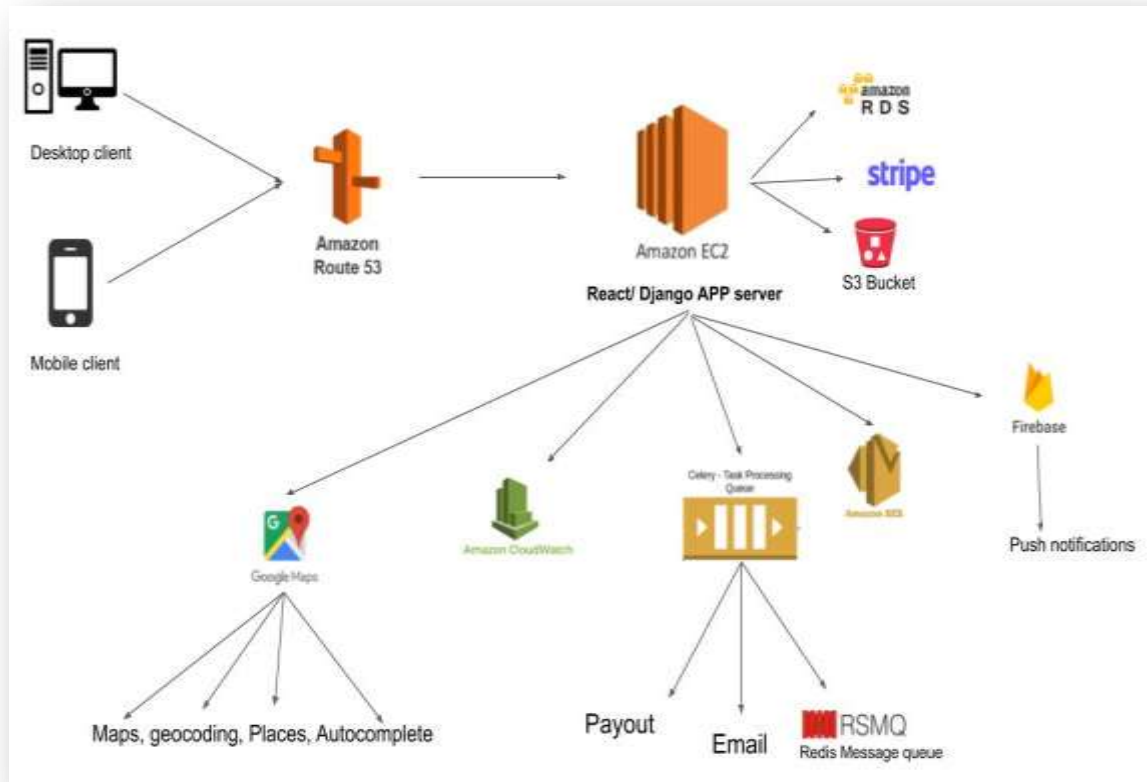 amazon
RDS
Desktop client
stripe
Amazon
Route 53
Amazon EC2
S3 Bucket
React/ Django APP server
Mobile client
Firebase
Celery - Task Processing
Queue
Amazon SES
Push notifications
Amazon CloudWatch
G
Google Maps
Maps, geocoding, Places, Autocomplete
Payout
Email
RSMQ
Redis Message queue